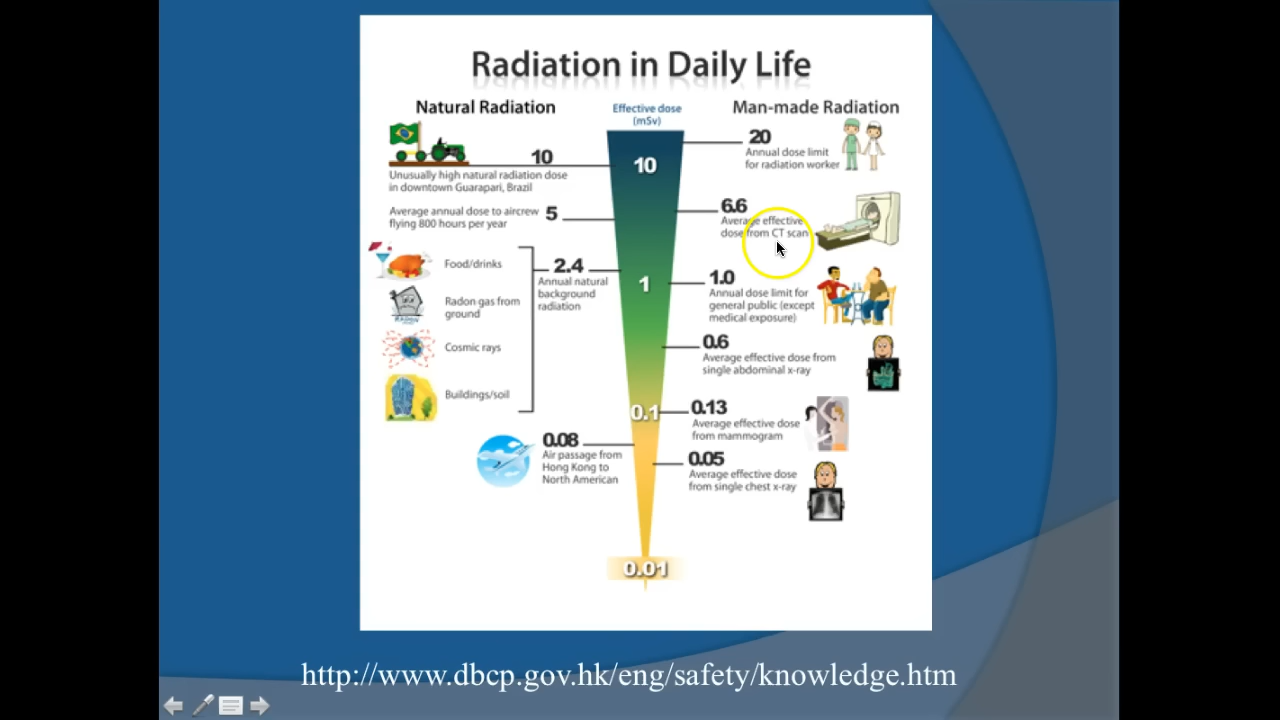 Radiation in Daily Life
Natural Radiation
Effective dose
(mSv)
Man-made Radiation
10
Unusually high natural radiation dose
in downtown Guarapari, Brazil
Average annual dose to aircrew
flying 800 hours per year
5
Food/drinks
Radon gas from
ground
Cosmic rays
Buildings/soil
2.4
Annual natural
background
radiation
0.08
Air passage from
Hong Kong to
North American
10
1
0.1
0.01
20
Annual dose limit
for radiation worker
6.6
Average effective
dose from CT scan
1.0
Annual dose limit for
general public (except
medical exposure)
0.6
Average effective dose from
single abdominal x-ray
0.13
Average effective dose
from mammogram
0.05
Average effective dose
from single chest x-ray
http://www.dbcp.gov.hk/eng/safety/knowledge.htm